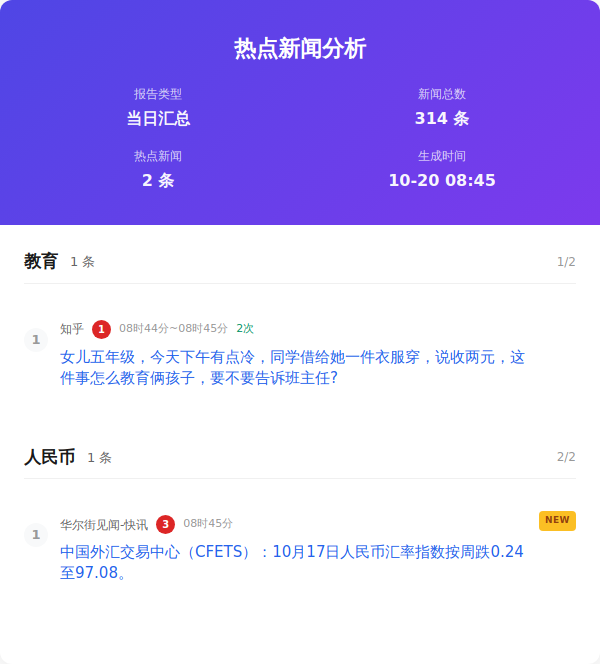 热点新闻分析
报告类型
当日汇总
新闻总数
314 条
热点新闻
2 条
生成时间
10-20 08:45
教育 1 条 1/2
1
知乎 1 08时44分~08时45分 2次
女儿五年级，今天下午有点冷，同学借给她一件衣服穿，说收两元，这
件事怎么教育俩孩子，要不要告诉班主任?
人民币 1 条 2/2
1
华尔街见闻-快讯 3 08时45分 NEW
中国外汇交易中心（CFETS）：10月17日人民币汇率指数按周跌0.24
至97.08。